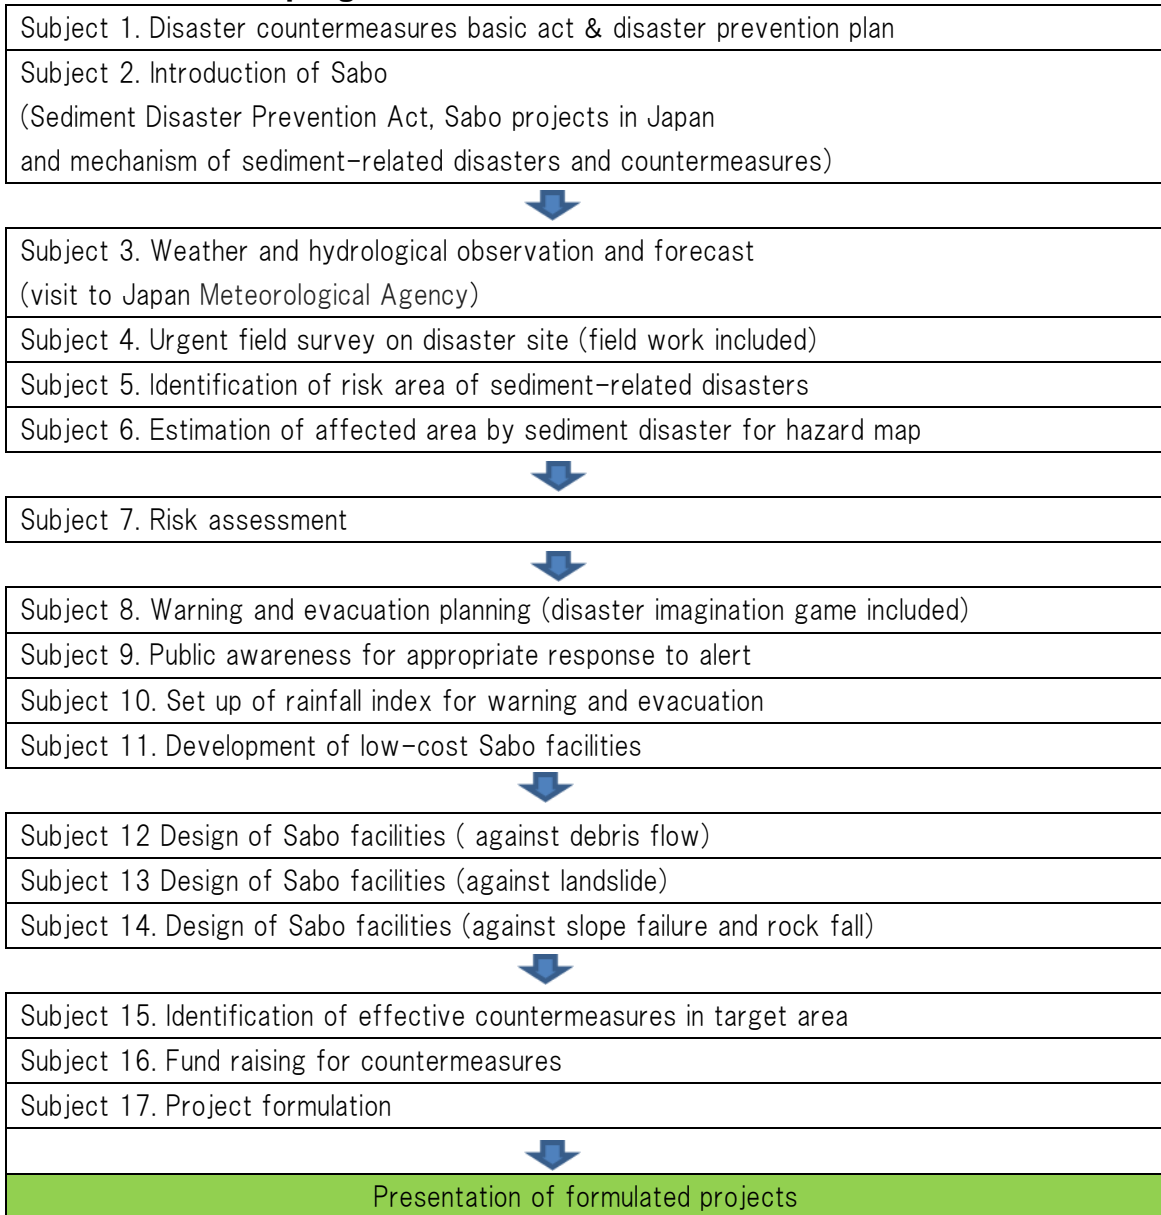 Subject 1. Disaster countermeasures basic act & disaster prevention plan
Subject 2. Introduction of Sabo
(Sediment Disaster Prevention Act, Sabo projects in Japan
and mechanism of sediment-related disasters and countermeasures)
Subject 3. Weather and hydrological observation and forecast
(visit to Japan Meteorological Agency)
Subject 4. Urgent field survey on disaster site (field work included)
Subject 5. Identification of risk area of sediment-related disasters
Subject 6. Estimation of affected area by sediment disaster for hazard map
Subject 7. Risk assessment
Subject 8. Warning and evacuation planning (disaster imagination game included)
Subject 9. Public awareness for appropriate response to alert
Subject 10. Set up of rainfall index for warning and evacuation
Subject 11. Development of low-cost Sabo facilities
Subject 12 Design of Sabo facilities ( against debris flow)
Subject 13 Design of Sabo facilities (against landslide)
Subject 14. Design of Sabo facilities (against slope failure and rock fall)
Subject 15. Identification of effective countermeasures in target area
Subject 16. Fund raising for countermeasures
Subject 17. Project formulation
Presentation of formulated projects